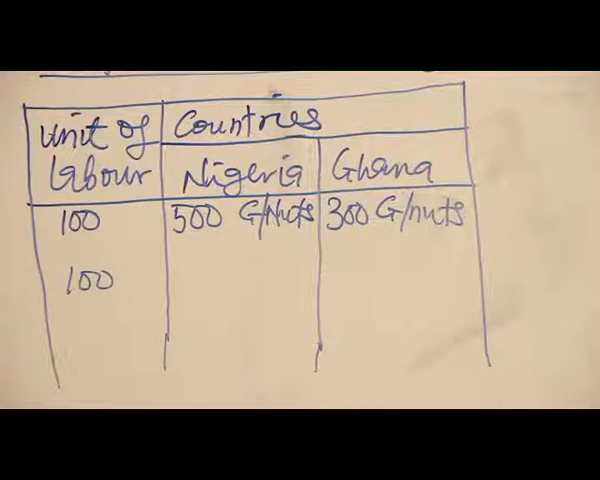 Countries
Unit of
labour
Nigeria Ghana
100 500 G/Nuts 300 G/nuts
100